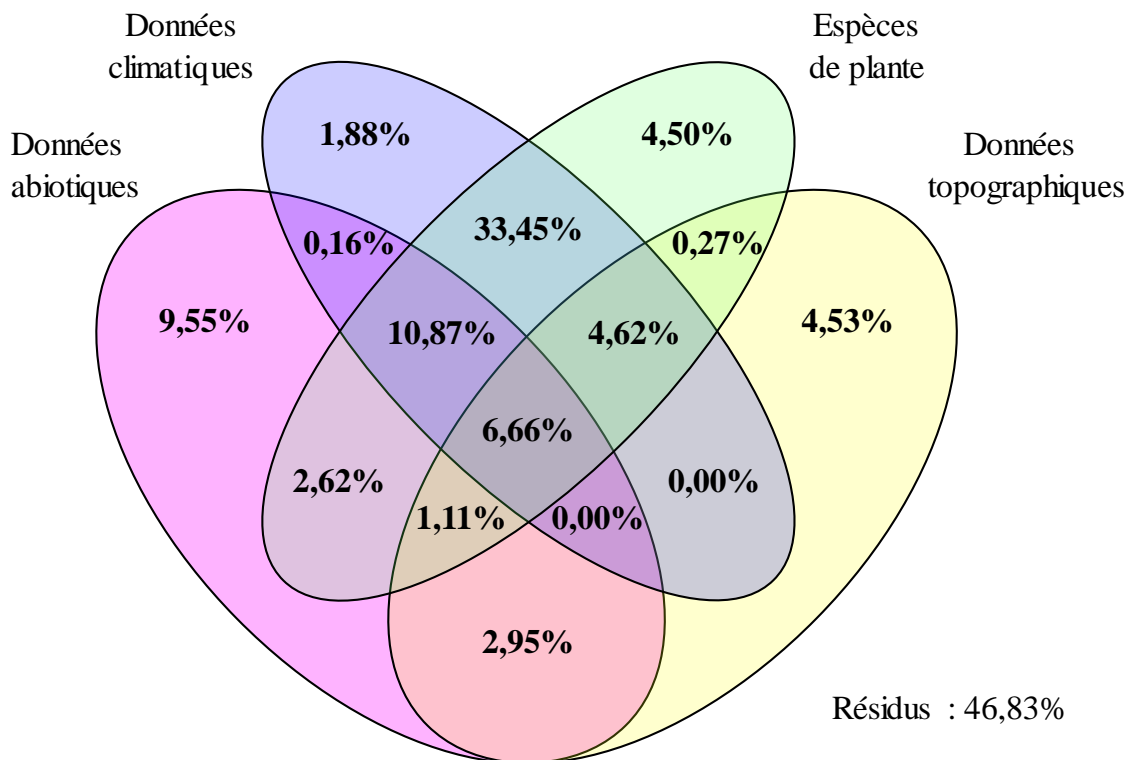 Données
climatiques
Espèces
de plante
Données
abiotiques
Données
topographiques
1,88%
4,50%
0,16%
33,45%
0,27%
9,55%
10,87%
4,62%
4,53%
6,66%
2,62%
1,11%
0,00%
0,00%
2,95%
Résidus : 46,83%